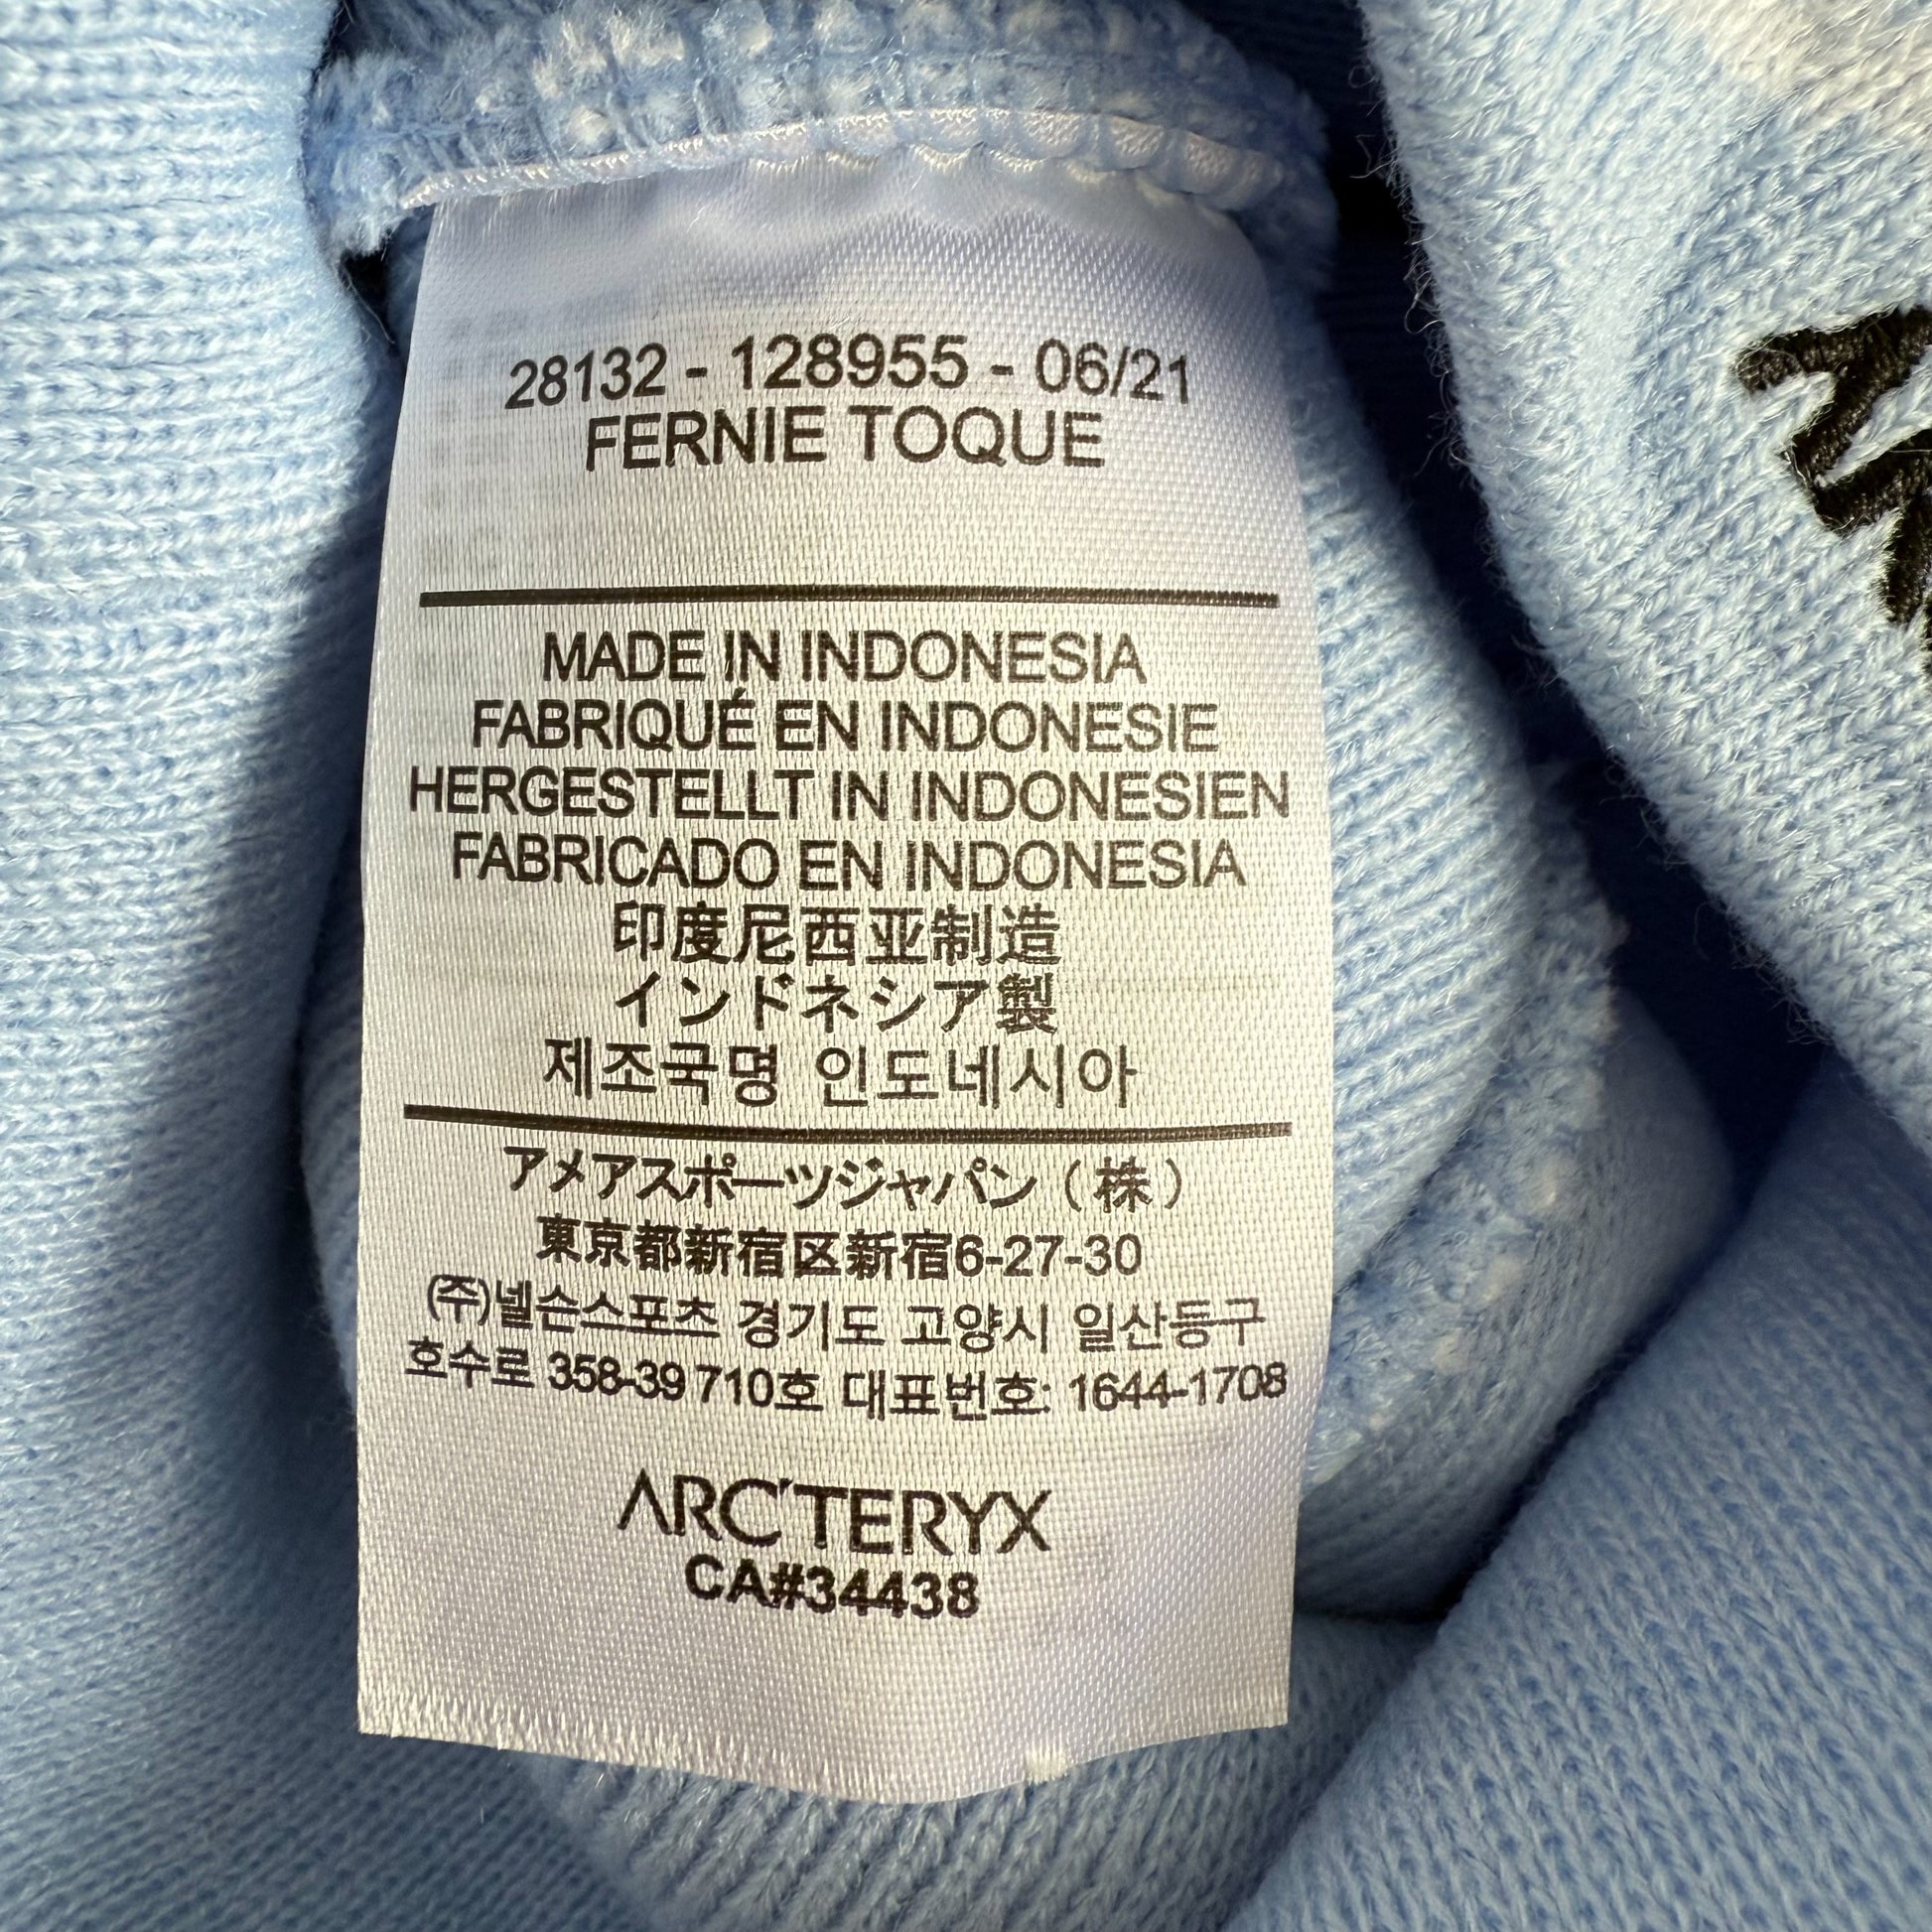 28132 - 128955 - 06/21
FERNIE TOQUE
MADE IN INDONESIA
FABRIQUÉ EN INDONESIE
HERGESTELLT IN INDONESIEN
FABRICADO EN INDONESIA
印度尼西亚制造
インドネシア製
제조국명 인도네시아
アメアスポーツジャパン（株）
東京都新宿区新宿6-27-30
(주)넬슨스포츠 경기도 고양시 일산등구
호수로 358-39 710호 대표번호: 1644-1708
ARC'TERYX
CA#34438